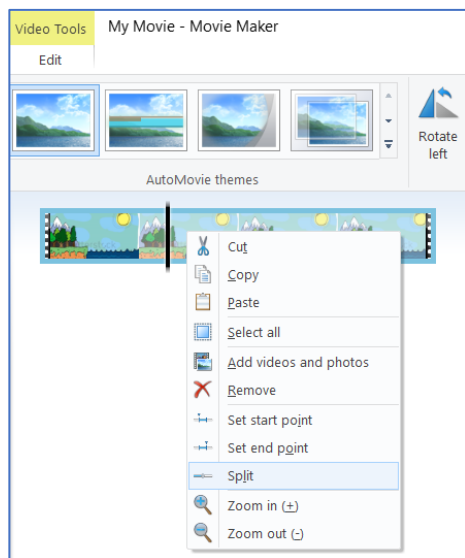 Video Tools
My Movie - Movie Maker
Edit
Rotate
left
AutoMovie themes
Cut
Copy
Paste
Select all
Add videos and photos
Remove
Set start point
Set end point
Split
Zoom in (+)
Zoom out (-)